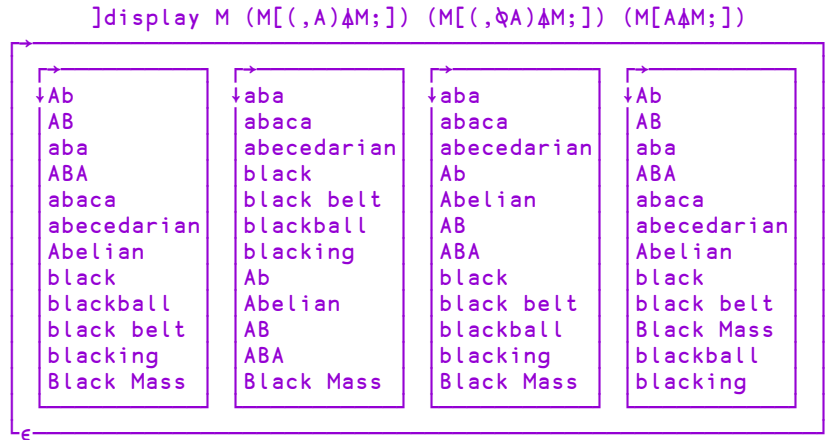 ]display M (M[(,A)⍋M;]) (M[(,⍉A)⍋M;]) (M[A⍋M;])
Ab aba aba Ab
AB abaca abaca AB
aba abecedarian abecedarian aba
ABA black Ab ABA
abaca black belt Abelian abaca
abecedarian blackball AB abecedarian
Abelian blacking ABA Abelian
black Ab black black
blackball Abelian black belt black belt
black belt AB blackball Black Mass
blacking ABA blacking blackball
Black Mass Black Mass Black Mass blacking
∊